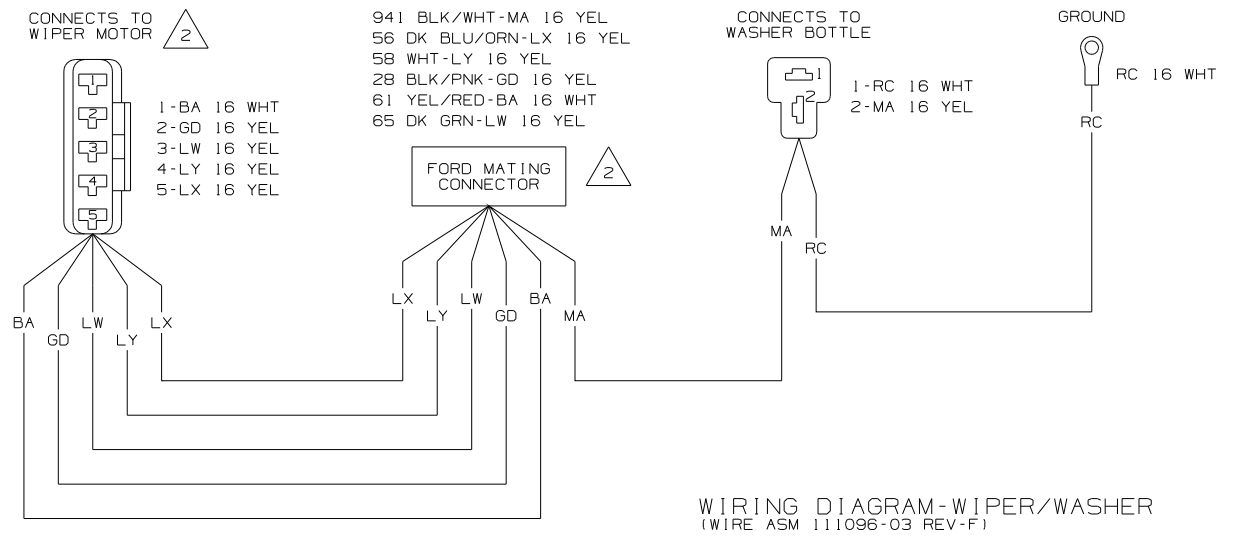 CONNECTS TO
WIPER MOTOR
2
1
2
3
4
5
1-BA 16 WHT
2-GD 16 YEL
3-LW 16 YEL
4-LY 16 YEL
5-LX 16 YEL
941 BLK/WHT-MA 16 YEL
56 DK BLU/ORN-LX 16 YEL
58 WHT-LY 16 YEL
28 BLK/PNK-GD 16 YEL
61 YEL/RED-BA 16 WHT
65 DK GRN-LW 16 YEL
FORD MATING
CONNECTOR
2
CONNECTS TO
WASHER BOTTLE
1
2
1-RC 16 WHT
2-MA 16 YEL
GROUND
RC 16 WHT
RC
MA
RC
BA
GD
LW
LY
LX
LX
LY
LW
GD
BA
MA
WIRING DIAGRAM-WIPER/WASHER
(WIRE ASM 111096-03 REV-F)